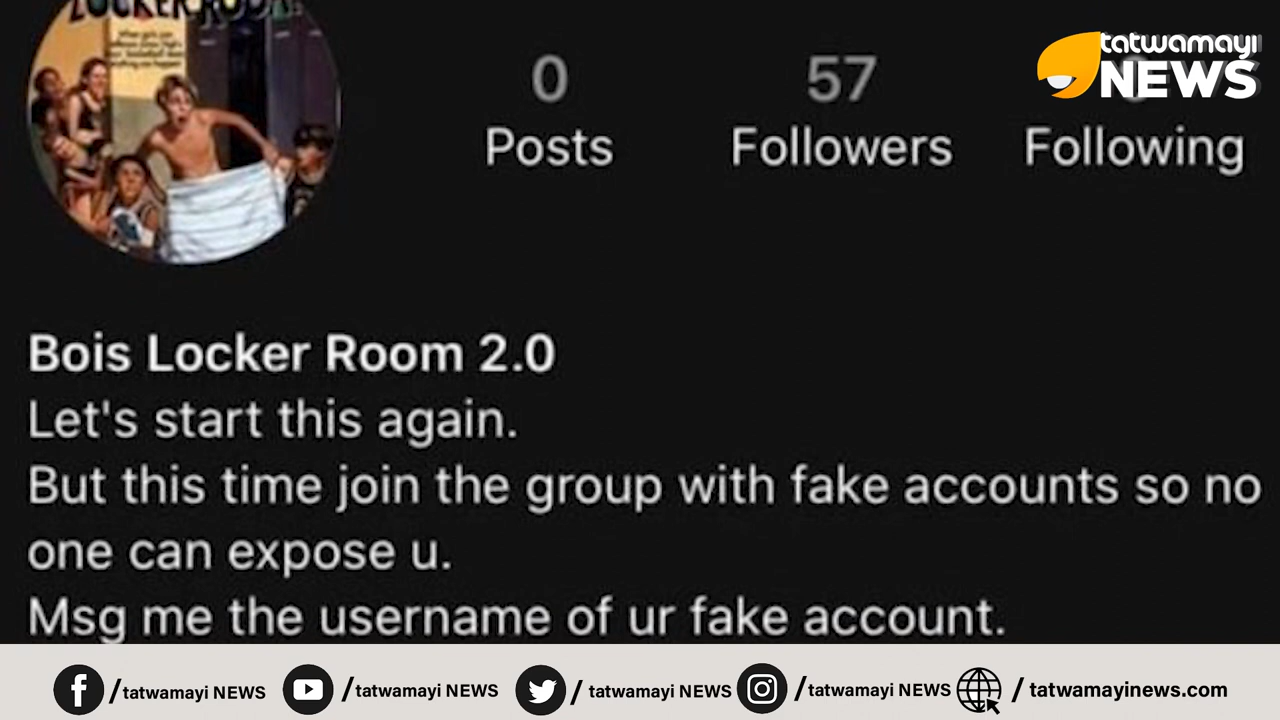 LOCKER ROOM
tatwamayi
NEWS
0
57
Posts
Followers
Following
Bois Locker Room 2.0
Let's start this again.
But this time join the group with fake accounts so no
one can expose u.
Msg me the username of ur fake account.
/tatwamayi NEWS
/tatwamayi NEWS
/ tatwamayi NEWS
/tatwamayi NEWS
/ tatwamayinews.com